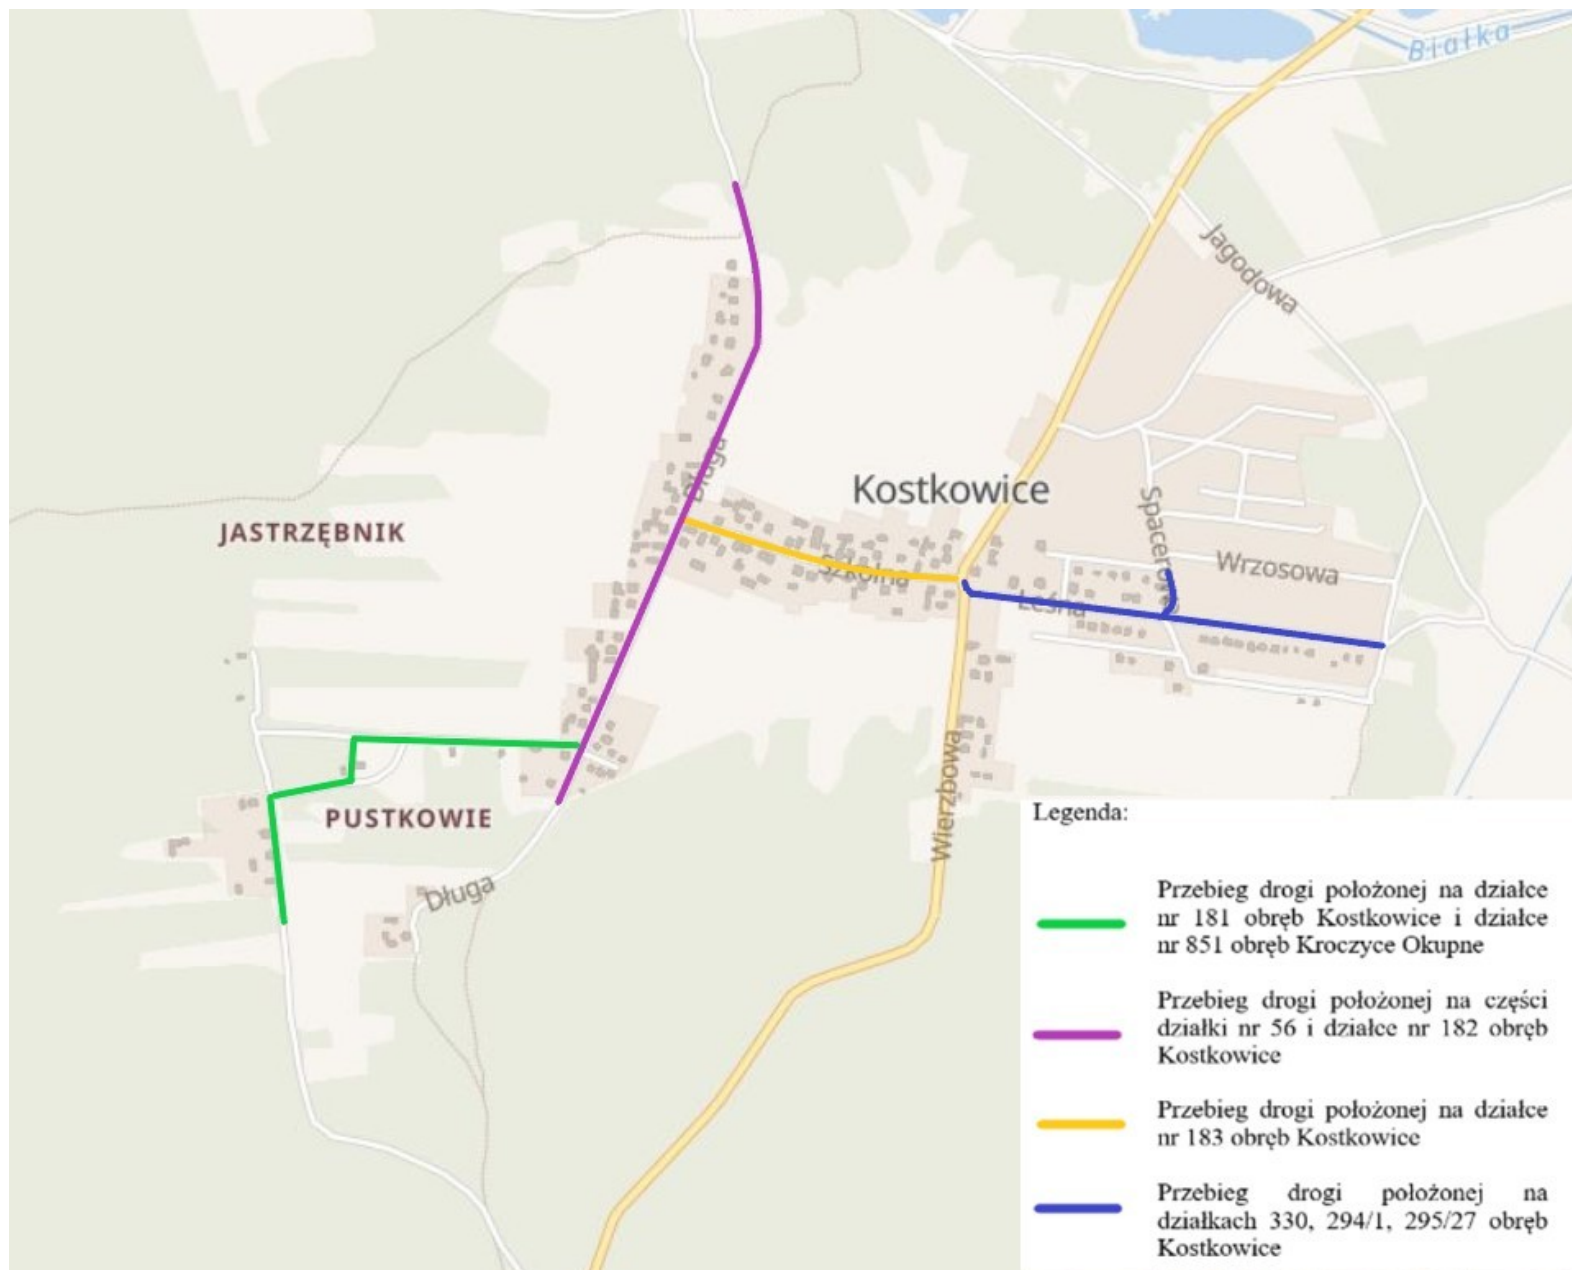 Białka
Jagodowa
Długa
Kostkowice
JASTRZĘBNIK
Spacerowa
Wrzosowa
Szkolna
Leśna
Wierzbowa
PUSTKOWIE
Długa
Legenda:
Przebieg drogi położonej na działce
nr 181 obręb Kostkowice i działce
nr 851 obręb Kroczyce Okupne
Przebieg drogi położonej na części
działki nr 56 i działce nr 182 obręb
Kostkowice
Przebieg drogi położonej na działce
nr 183 obręb Kostkowice
Przebieg drogi położonej na
działkach 330, 294/1, 295/27 obręb
Kostkowice